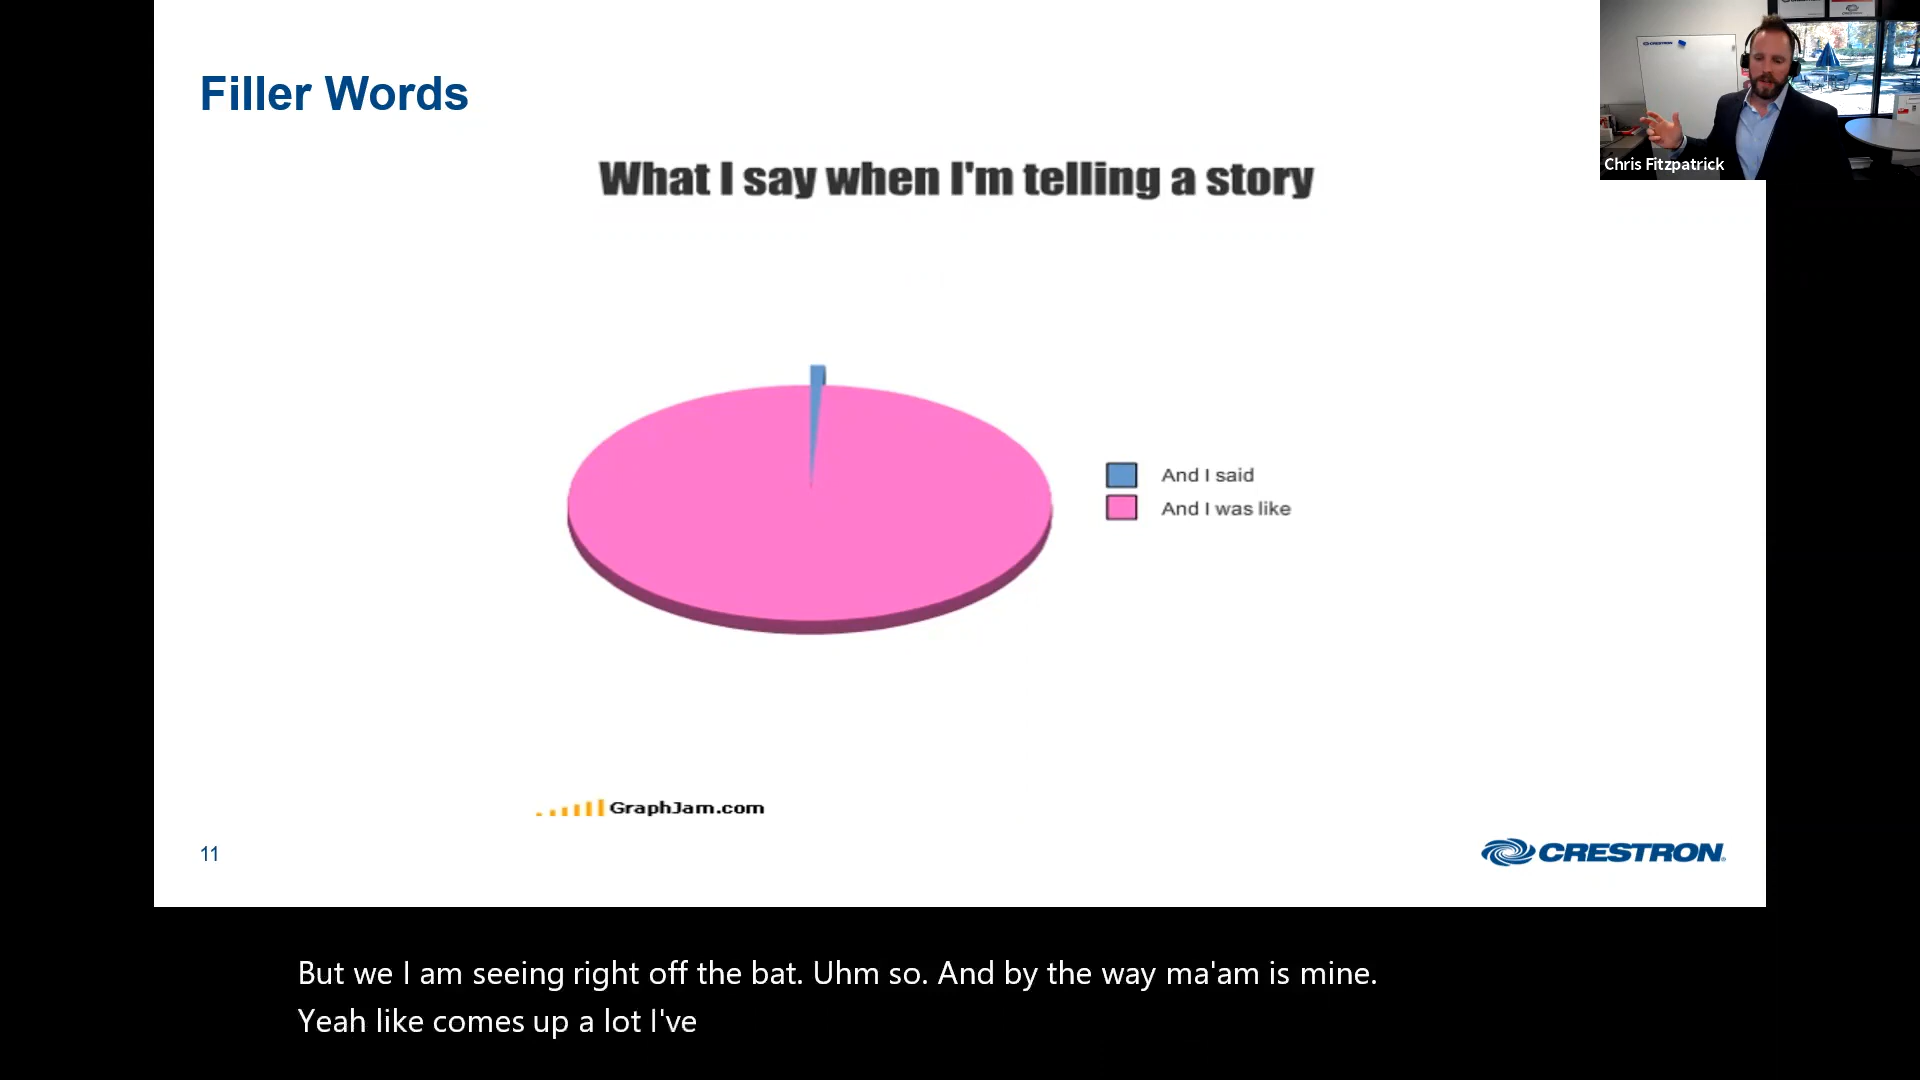 Filler Words
What I say when I'm telling a story
And I said
And I was like
GraphJam.com
11
CRESTRON
CRESTRON
Chris Fitzpatrick
But we I am seeing right off the bat. Uhm so. And by the way ma'am is mine.
Yeah like comes up a lot I've